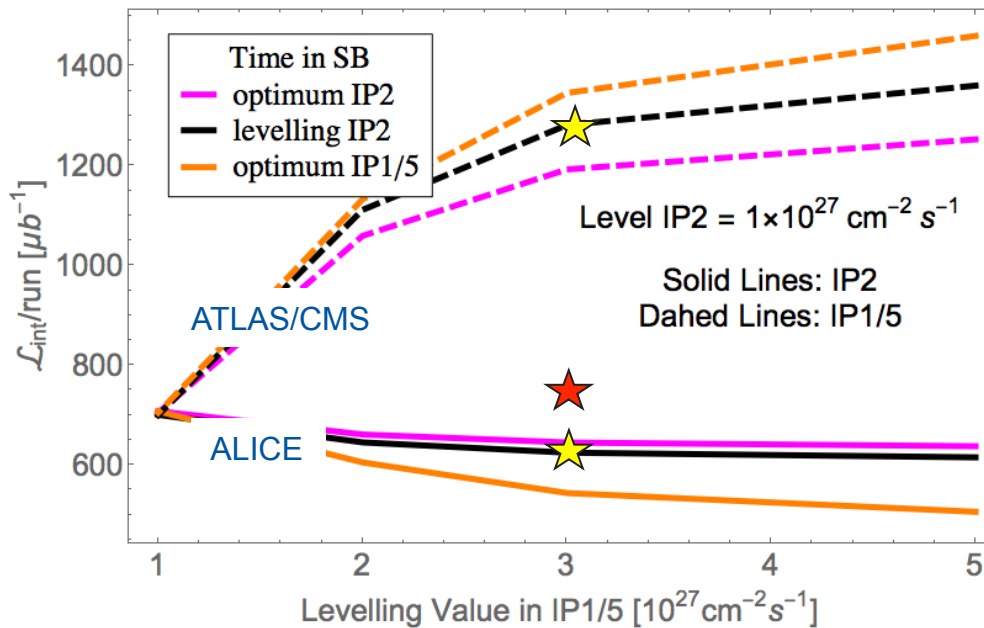 1400
1200
1000
800
600
ℒint/run [μb⁻¹]
Time in SB
optimum IP2
levelling IP2
optimum IP1/5
Level IP2 = 1×10²⁷ cm⁻² s⁻¹
Solid Lines: IP2
Dahed Lines: IP1/5
ATLAS/CMS
ALICE
1 2 3 4 5
Levelling Value in IP1/5 [10²⁷cm⁻²s⁻¹]